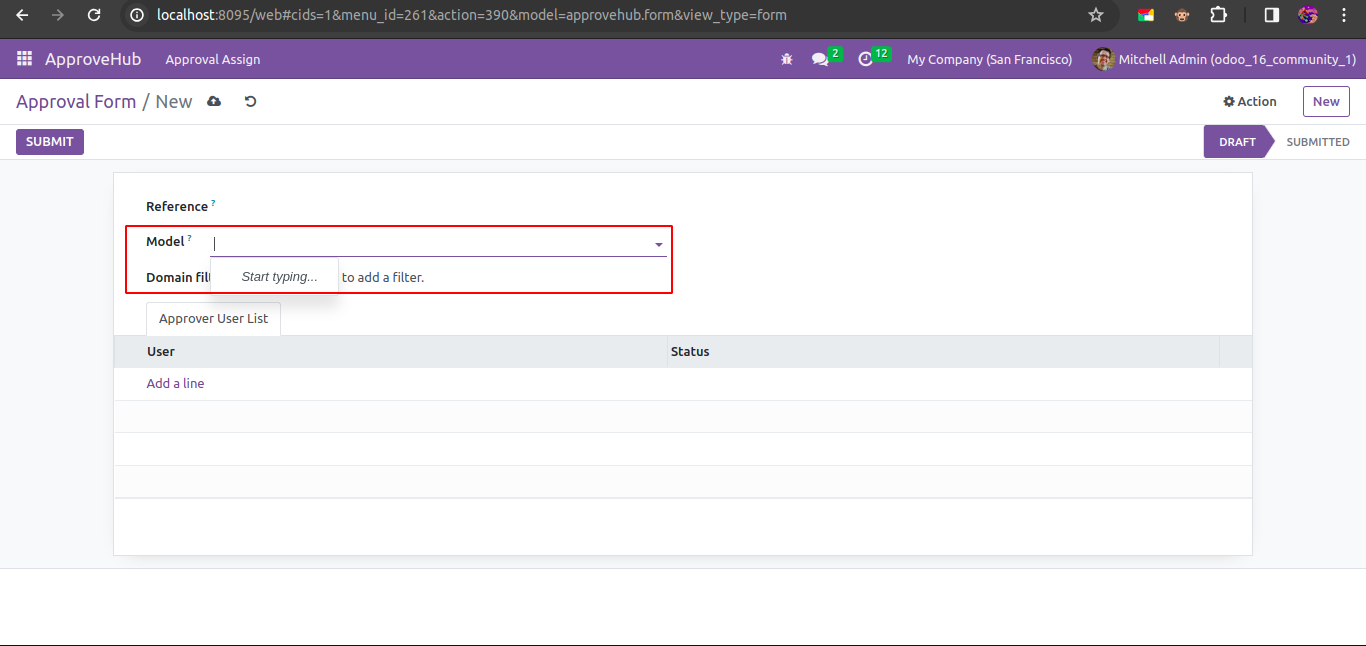 localhost:8095/web#cids=1&menu_id=261&action=390&model=approvehub.form&view_type=form
ApproveHub Approval Assign 2 12 My Company (San Francisco) Mitchell Admin (odoo_16_community_1)
Approval Form / New Action New
SUBMIT DRAFT SUBMITTED
Reference ?
Model ?
Domain filt Start typing... to add a filter.
Approver User List
User Status
Add a line